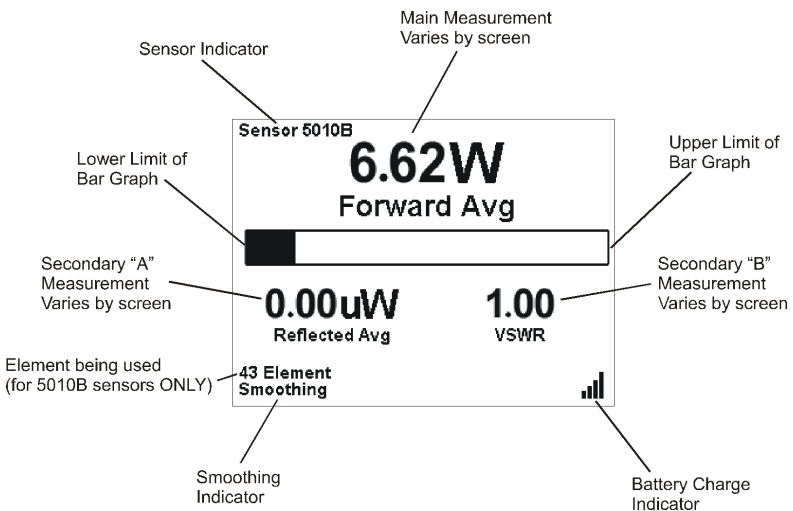 Main Measurement
Varies by screen
Sensor Indicator
Sensor 5010B
6.62W
Forward Avg
Lower Limit of
Bar Graph
Upper Limit of
Bar Graph
Secondary “A”
Measurement
Varies by screen
0.00uW
Reflected Avg
1.00
VSWR
Secondary “B”
Measurement
Varies by screen
Element being used
(for 5010B sensors ONLY)
43 Element
Smoothing
Smoothing
Indicator
Battery Charge
Indicator